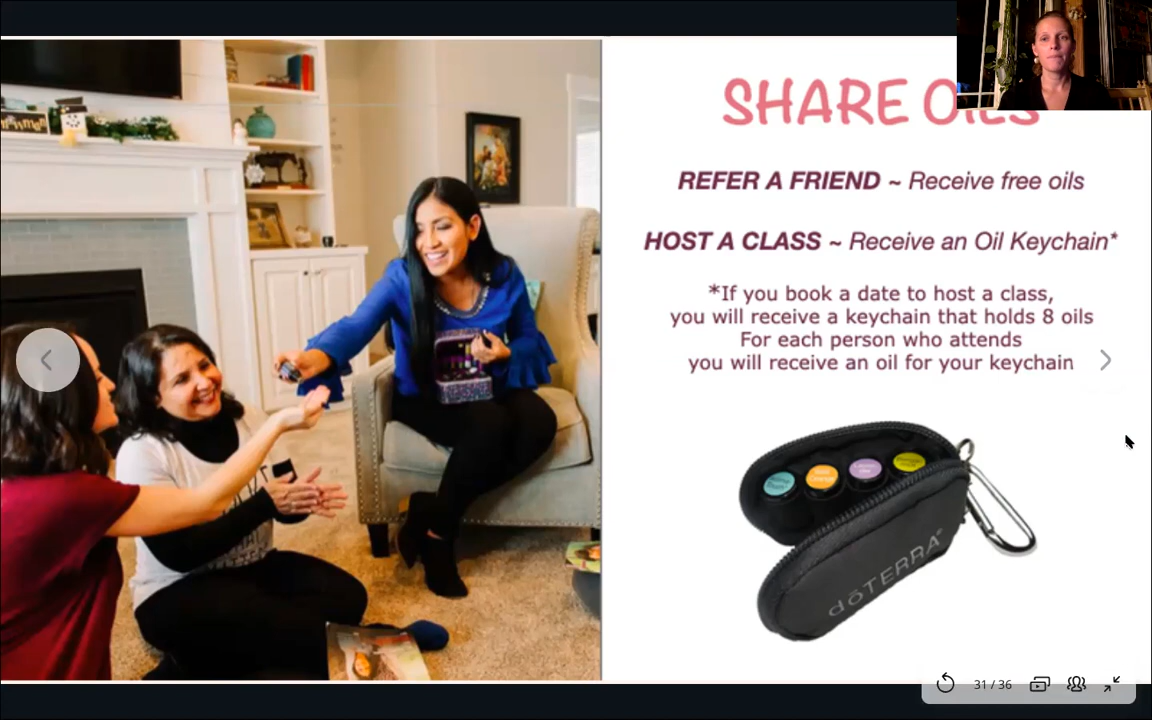 SHARE OILS
REFER A FRIEND ~ Receive free oils
HOST A CLASS ~ Receive an Oil Keychain*
*If you book a date to host a class,
you will receive a keychain that holds 8 oils
For each person who attends
you will receive an oil for your keychain
dōTERRA
31 / 36